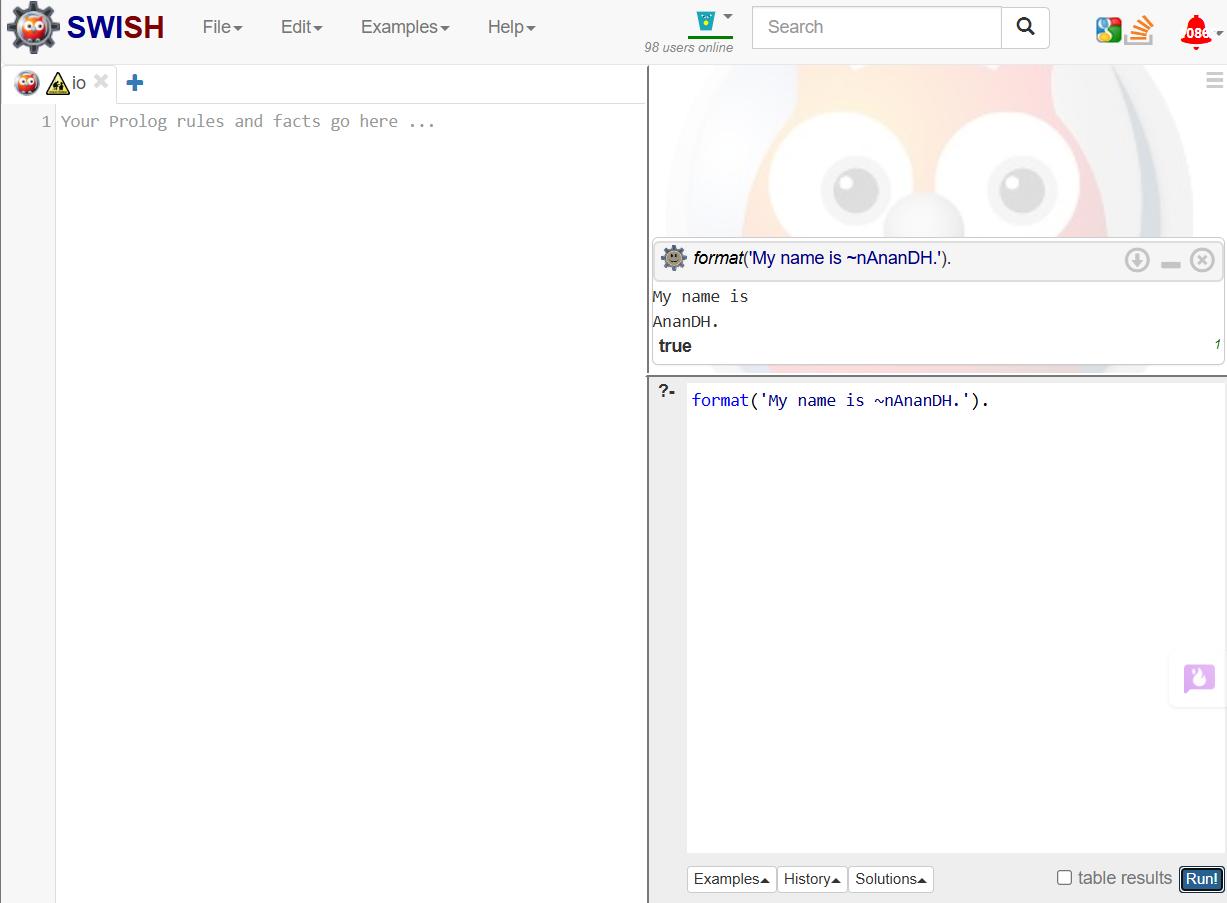 SWISH File Edit Examples Help Search
98 users online
io
1 Your Prolog rules and facts go here ...
format('My name is ~nAnanDH.').
My name is
AnanDH.
true 1
?- format('My name is ~nAnanDH.').
Examples History Solutions table results Run!